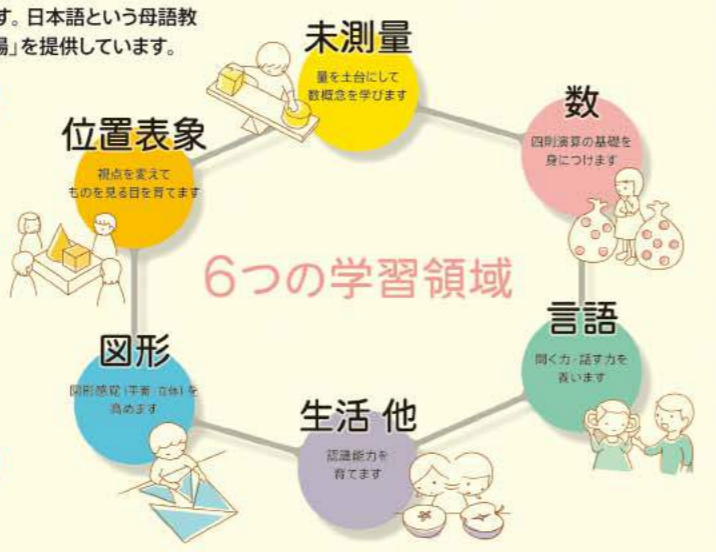 す。日本語という母語教
場」を提供しています。
未測量
量を土台にして
数概念を学びます
数
四則演算の基礎を
身につけます
位置表象
視点を変えて
ものを見る目を育てます
6つの学習領域
言語
聞く力・話す力を
養います
図形
図形感覚(平面・立体)を
高めます
生活 他
認識能力を
育てます